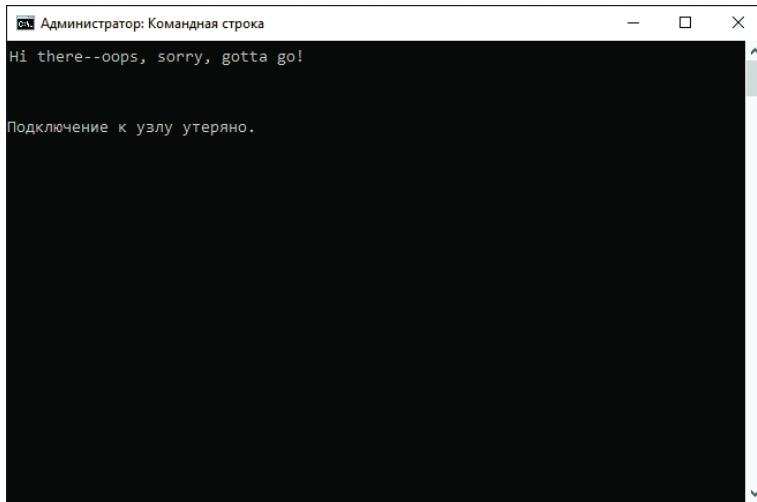 Администратор: Командная строка
Hi there--oops, sorry, gotta go!
Подключение к узлу утеряно.